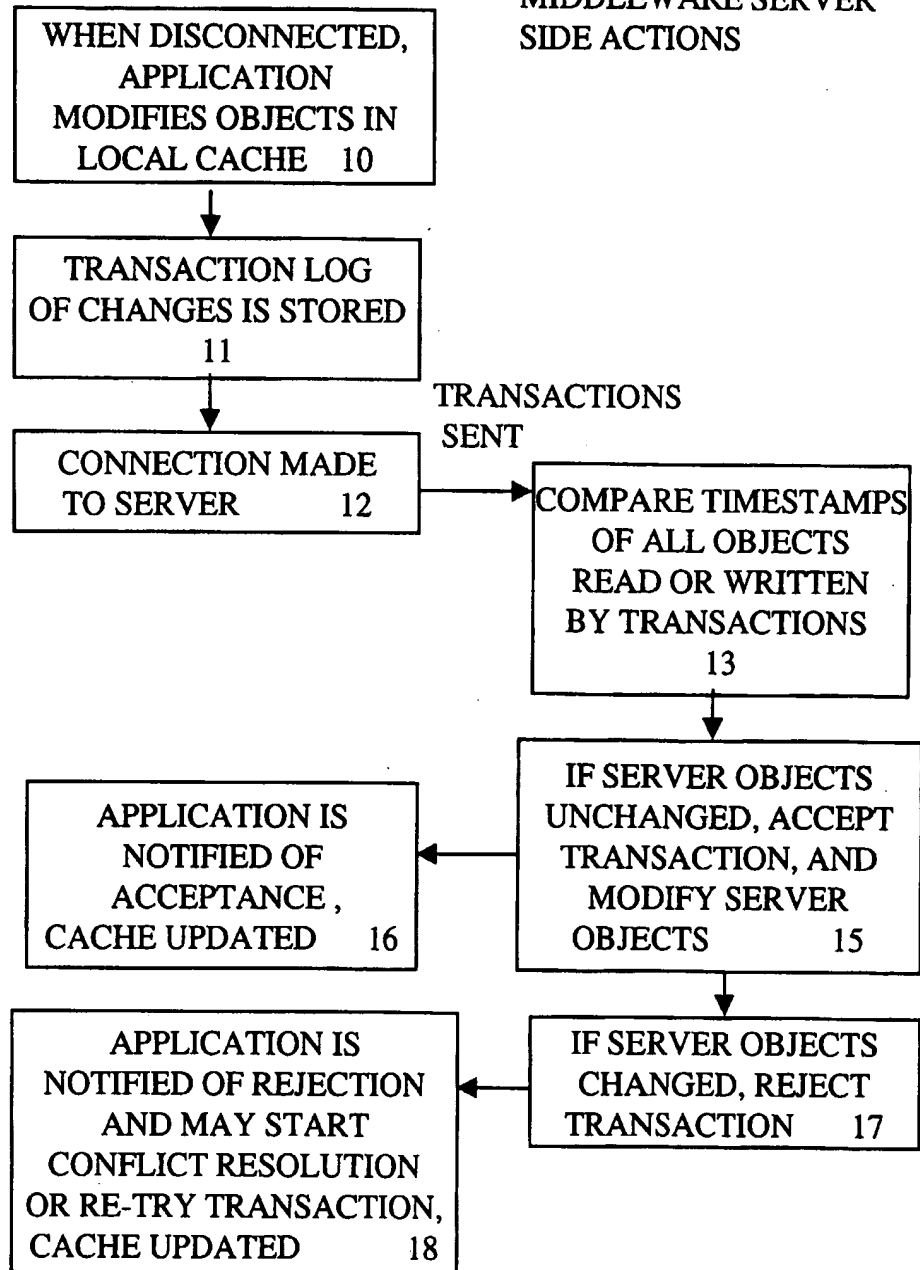 MIDDLEWARE SERVER
SIDE ACTIONS
WHEN DISCONNECTED,
APPLICATION
MODIFIES OBJECTS IN
LOCAL CACHE 10
TRANSACTION LOG
OF CHANGES IS STORED
11
TRANSACTIONS
SENT
CONNECTION MADE
TO SERVER 12
COMPARE TIMESTAMPS
OF ALL OBJECTS
READ OR WRITTEN
BY TRANSACTIONS
13
IF SERVER OBJECTS
UNCHANGED, ACCEPT
TRANSACTION, AND
MODIFY SERVER
OBJECTS 15
APPLICATION IS
NOTIFIED OF
ACCEPTANCE ,
CACHE UPDATED 16
IF SERVER OBJECTS
CHANGED, REJECT
TRANSACTION 17
APPLICATION IS
NOTIFIED OF REJECTION
AND MAY START
CONFLICT RESOLUTION
OR RE-TRY TRANSACTION,
CACHE UPDATED 18